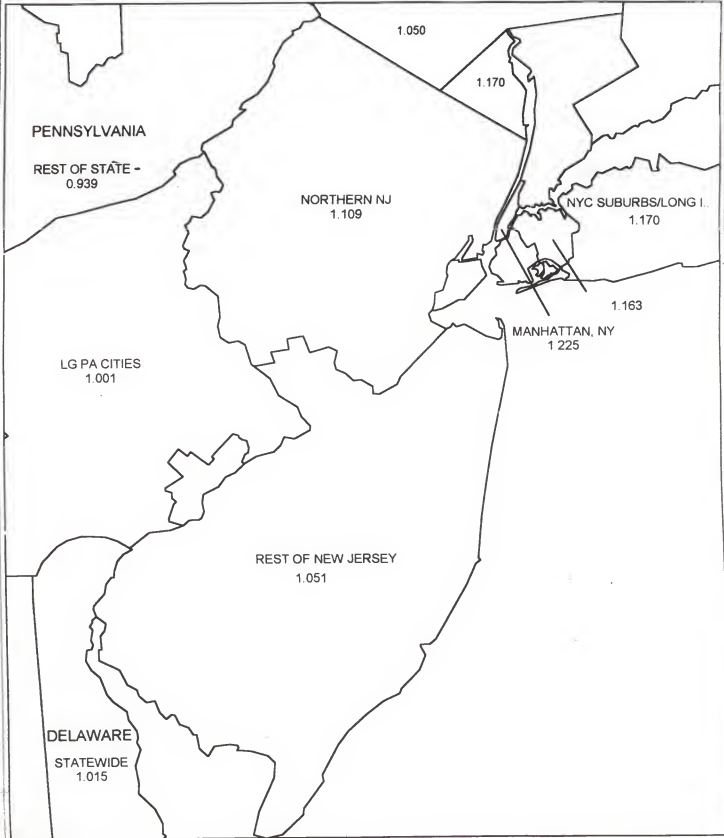 1.050
1.170
PENNSYLVANIA
REST OF STATE -
0.939
NORTHERN NJ
1.109
NYC SUBURBS/LONG I..
1.170
1.163
MANHATTAN, NY
1 225
LG PA CITIES
1.001
REST OF NEW JERSEY
1.051
DELAWARE
STATEWIDE
1.015